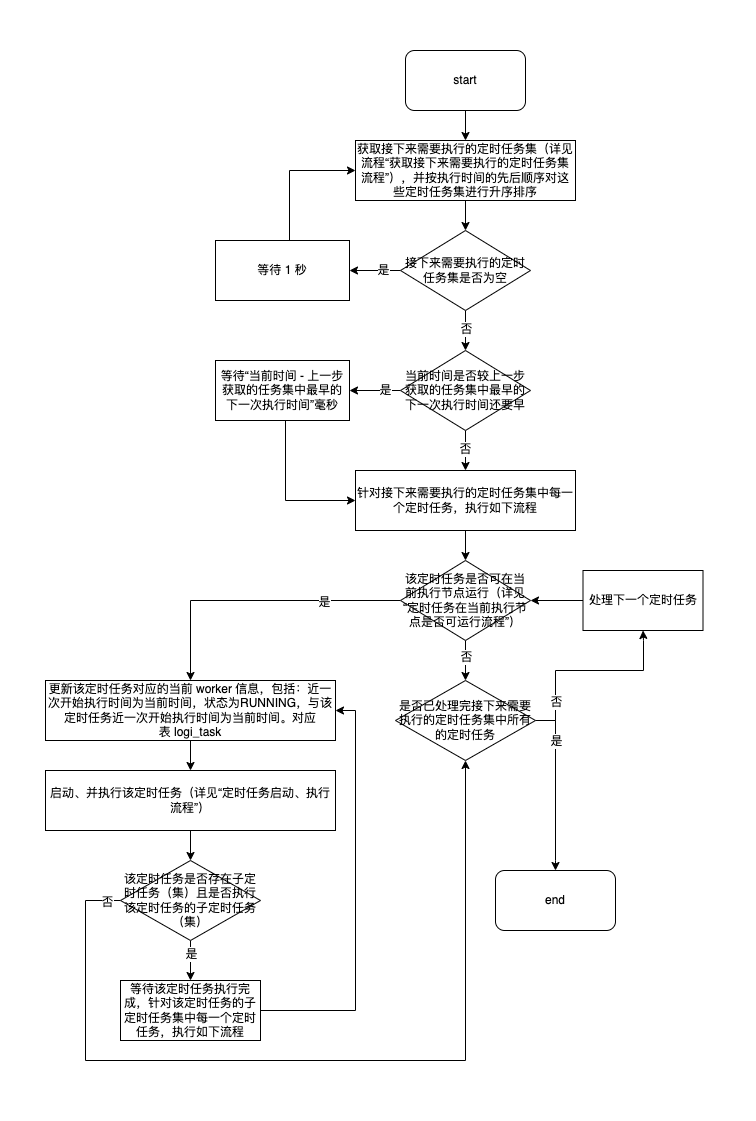 start
获取接下来需要执行的定时任务集（详见
流程“获取接下来需要执行的定时任务集
流程”），并按执行时间的先后顺序对这
些定时任务集进行升序排序
等待 1 秒
是
接下来需要执行的定时
任务集是否为空
否
等待“当前时间 - 上一步
获取的任务集中最早的
下一次执行时间”毫秒
是
当前时间是否较上一步
获取的任务集中最早的
下一次执行时间还要早
否
针对接下来需要执行的定时任务集中每一
个定时任务，执行如下流程
是
该定时任务是否可在当
前执行节点运行（详见
“定时任务在当前执行节
点是否可运行流程”）
处理下一个定时任务
否
更新该定时任务对应的当前 worker 信息，包括：近一
次开始执行时间为当前时间，状态为RUNNING，与该
定时任务近一次开始执行时间为当前时间。对应
表 logi_task
是否已处理完接下来需要
执行的定时任务集中所有
的定时任务
否
是
启动、并执行该定时任务（详见“定时任务启动、执行
流程”）
该定时任务是否存在子定
时任务（集）且是否执行
该定时任务的子定时任务
（集）
否
end
是
等待该定时任务执行完
成，针对该定时任务的子
定时任务集中每一个定时
任务，执行如下流程